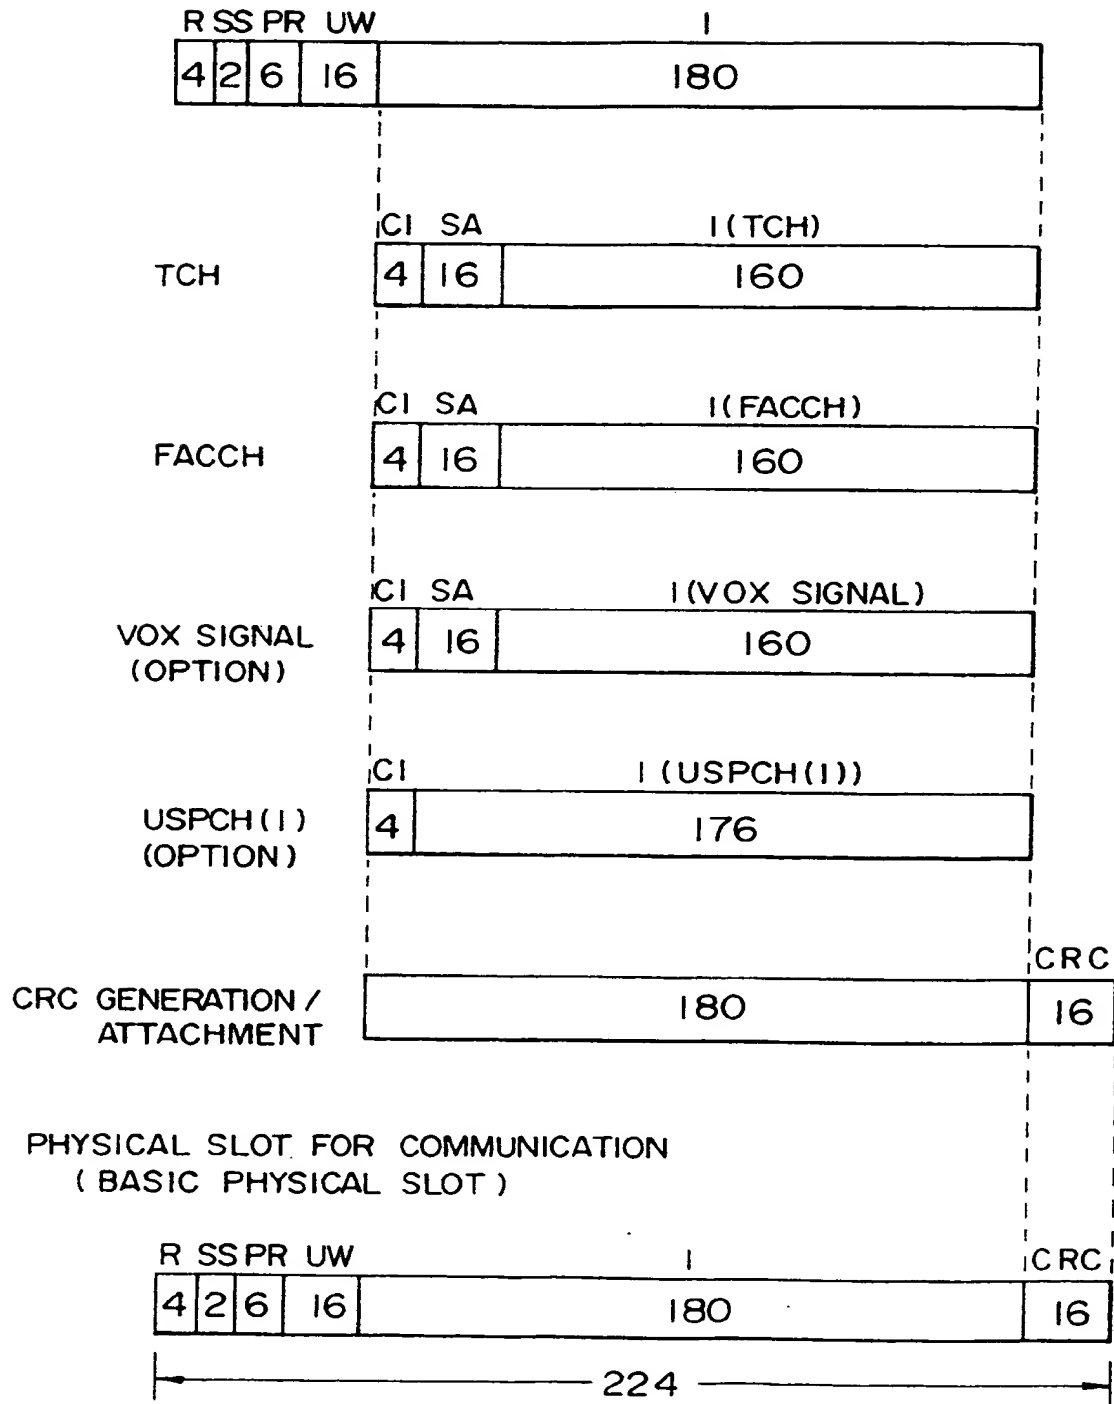 R SS PR UW I
4 2 6 16 180
CI SA I(TCH)
TCH 4 16 160
CI SA I(FACCH)
FACCH 4 16 160
CI SA I(VOX SIGNAL)
VOX SIGNAL
(OPTION)
4 16 160
CI I(USPCH(1))
USPCH(1)
(OPTION)
4 176
CRC
CRC GENERATION/
ATTACHMENT
180 16
PHYSICAL SLOT FOR COMMUNICATION
(BASIC PHYSICAL SLOT)
R SS PR UW I CRC
4 2 6 16 180 16
224